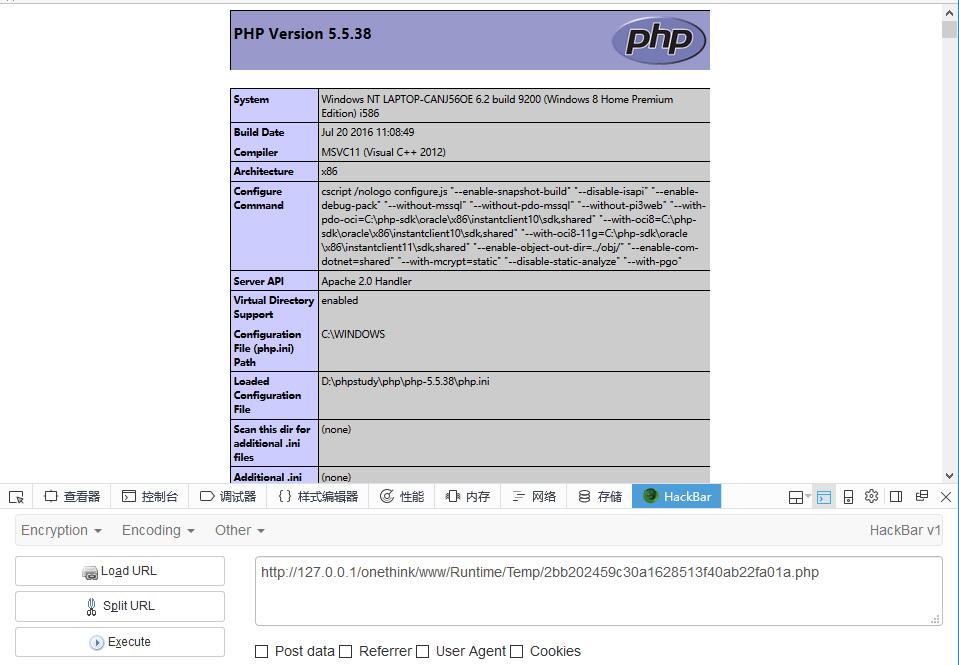 PHP Version 5.5.38
php
System
Windows NT LAPTOP-CANJ56OE 6.2 build 9200 (Windows 8 Home Premium
Edition) i586
Build Date
Jul 20 2016 11:08:49
Compiler
MSVC11 (Visual C++ 2012)
Architecture
x86
Configure
Command
cscript /nologo configure.js "--enable-snapshot-build" "--disable-isapi" "--enable-
debug-pack" "--without-mssql" "--without-pdo-mssql" "--without-pi3web" "--with-
pdo-oci=C:\php-sdk\oracle\x86\instantclient10\sdk,shared" "--with-oci8=C:\php-
sdk\oracle\x86\instantclient10\sdk,shared" "--with-oci8-11g=C:\php-sdk\oracle
\x86\instantclient11\sdk,shared" "--enable-object-out-dir=../obj/" "--enable-com-
dotnet=shared" "--with-mcrypt=static" "--disable-static-analyze" "--with-pgo"
Server API
Apache 2.0 Handler
Virtual Directory
Support
enabled
Configuration
File (php.ini)
Path
C:\WINDOWS
Loaded
Configuration
File
D:\phpstudy\php\php-5.5.38\php.ini
Scan this dir for
additional .ini
files
(none)
Additional .ini
(none)
查看器
控制台
调试器
样式编辑器
性能
内存
网络
存储
HackBar
Encryption
Encoding
Other
HackBar v1
Load URL
http://127.0.0.1/onethink/www/Runtime/Temp/2bb202459c30a1628513f40ab22fa01a.php
Split URL
Execute
Post data
Referrer
User Agent
Cookies